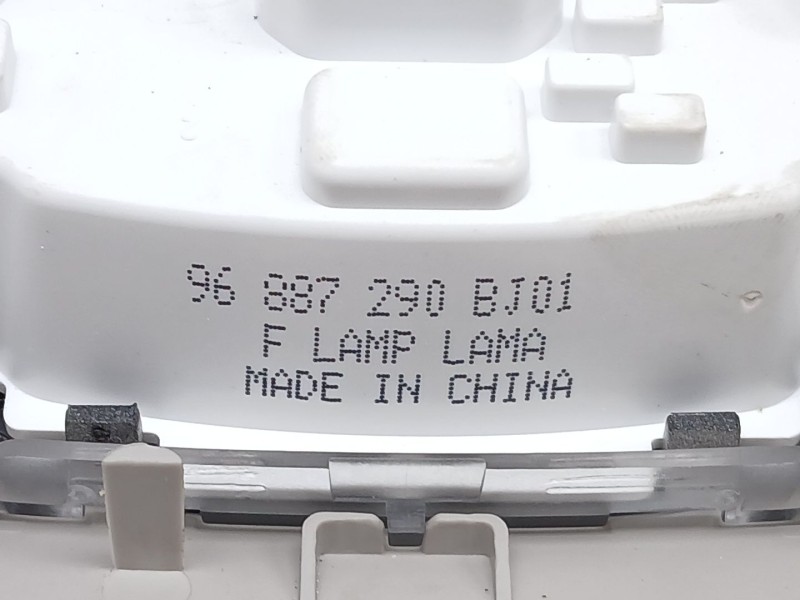 96 887 290 BJ01
F LAMP LAMA
MADE IN CHINA